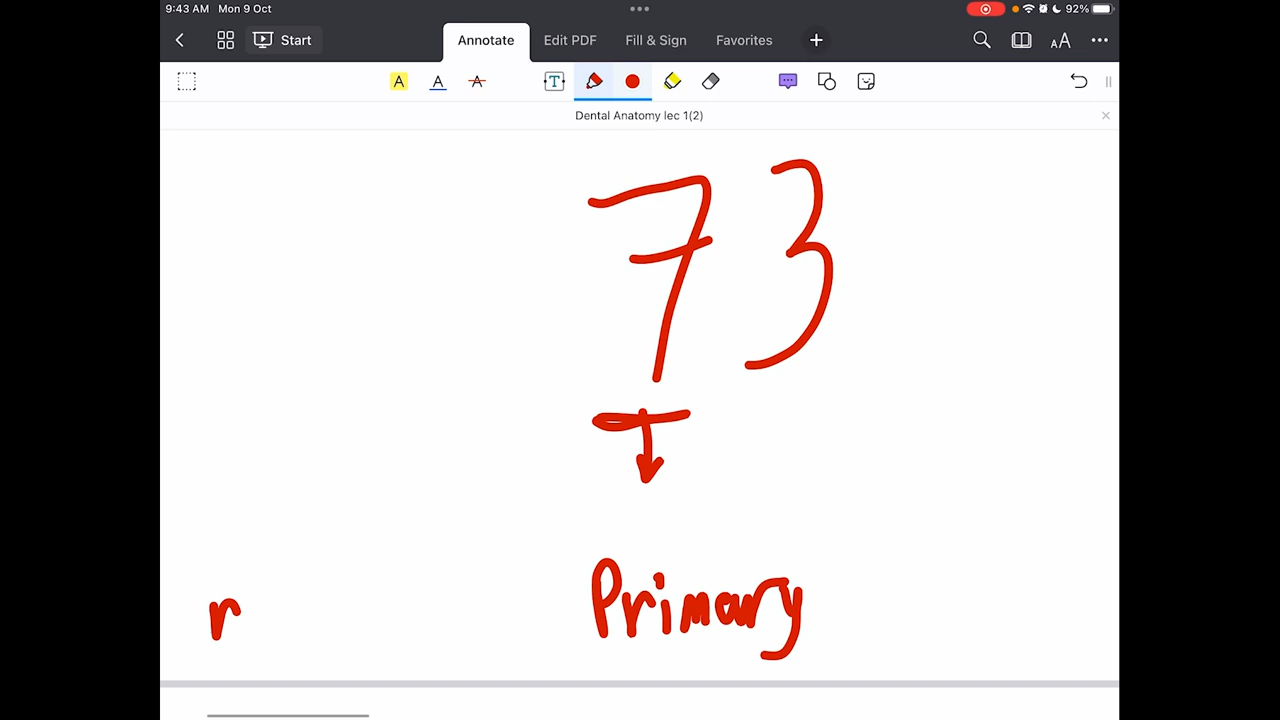 9:43 AM Mon 9 Oct 92%
Start Annotate Edit PDF Fill & Sign Favorites +
A A A T AA
Dental Anatomy lec 1(2)
73
r Primary